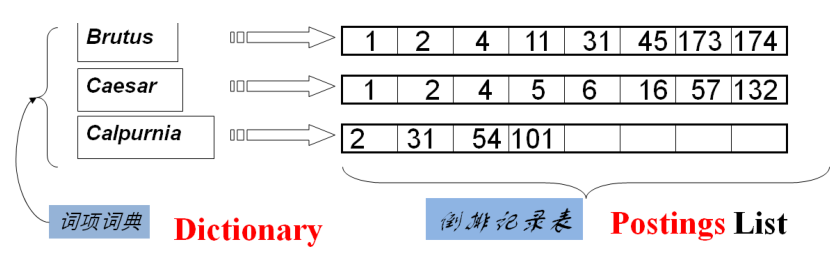 Brutus 1 2 4 11 31 45 173 174
Caesar 1 2 4 5 6 16 57 132
Calpurnia 2 31 54 101
词项词典 Dictionary 倒排记录表 Postings List